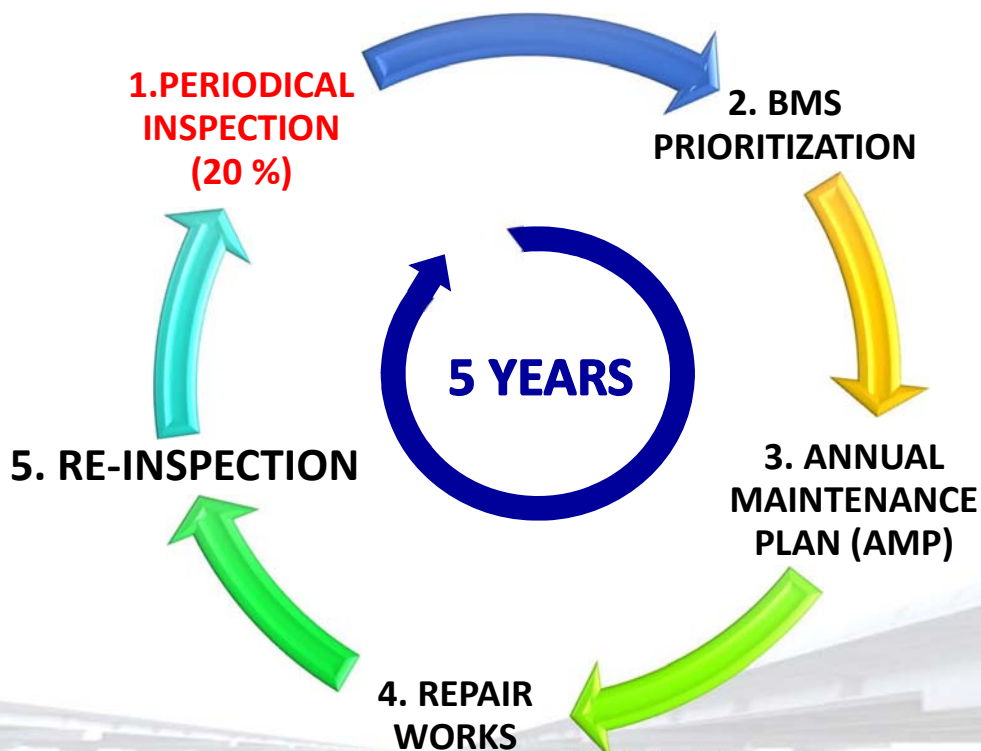 1.PERIODICAL
INSPECTION
(20 %)
2. BMS
PRIORITIZATION
5 YEARS
3. ANNUAL
MAINTENANCE
PLAN (AMP)
4. REPAIR
WORKS
5. RE-INSPECTION